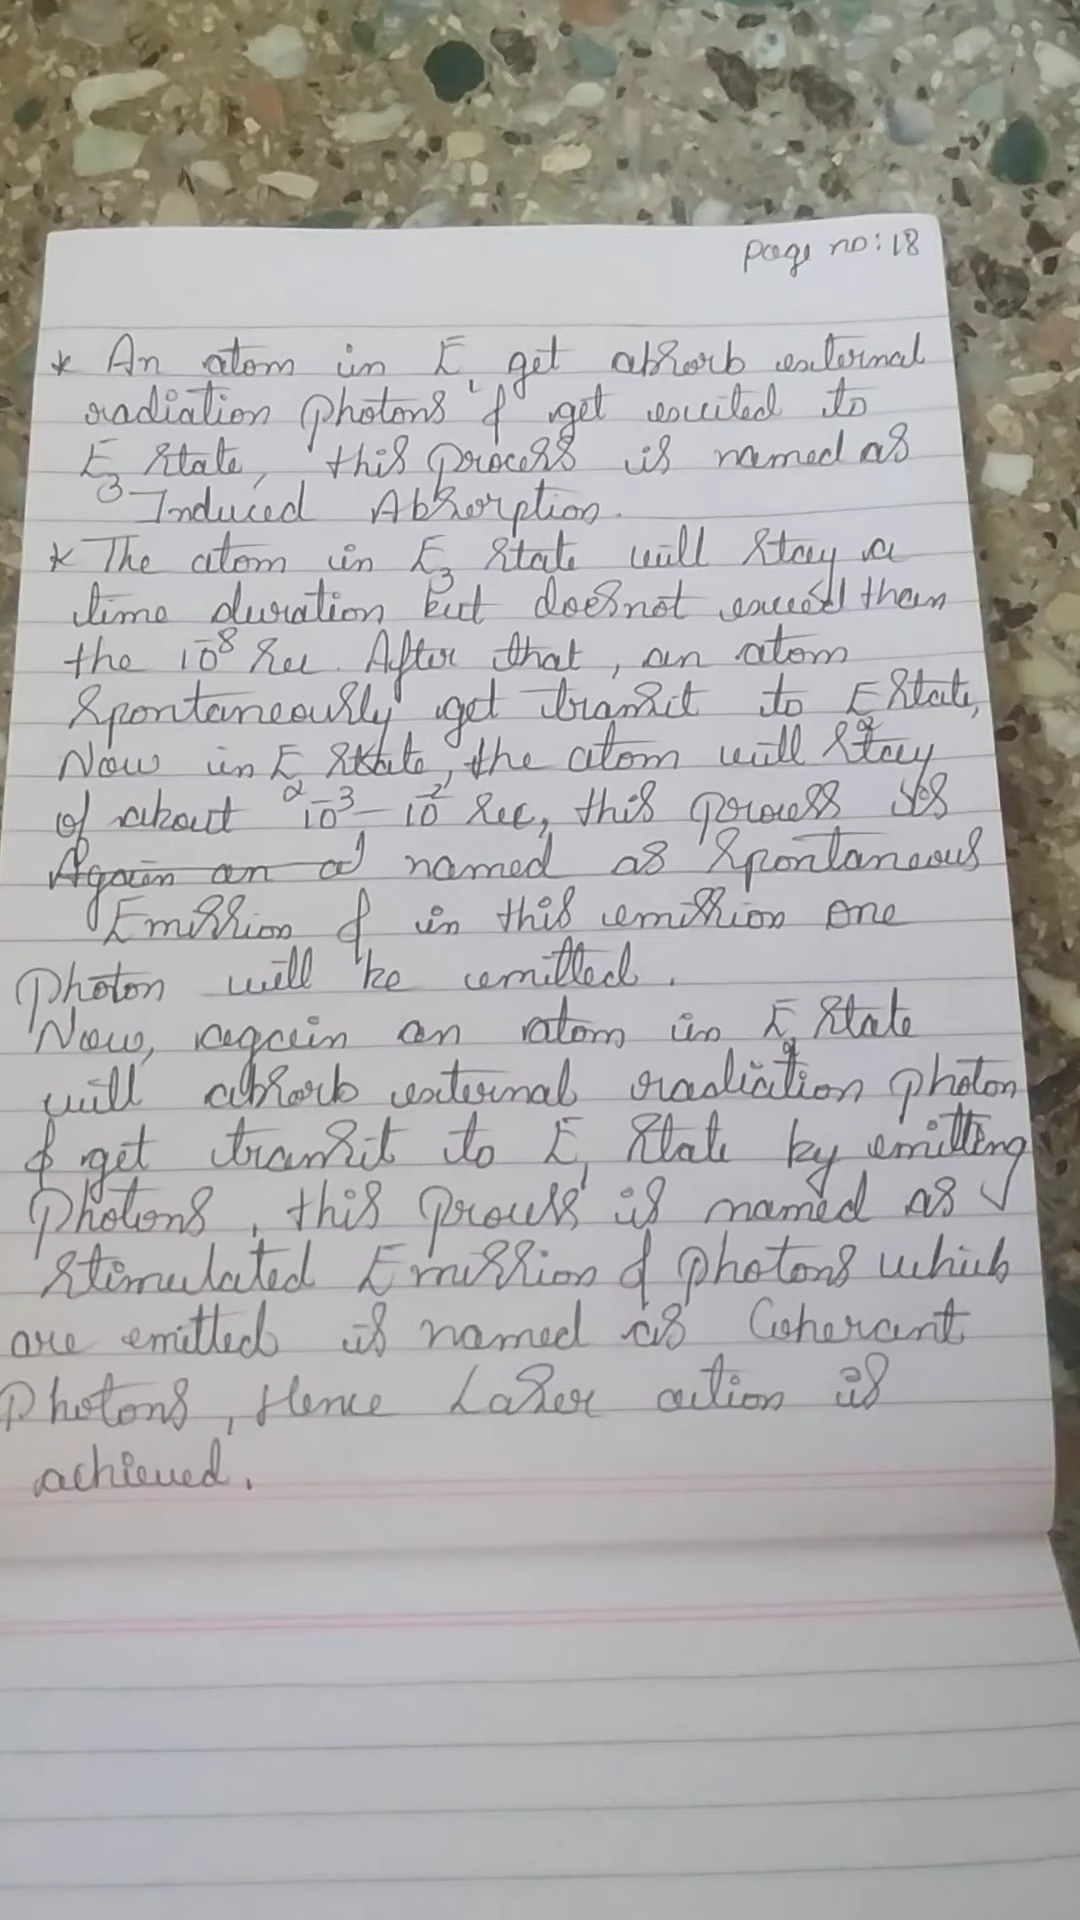 page no: 18
* An atom in E₁ get absorb external
radiation photons & get excited to
E₃ state, this process is named as
Induced Absorption.
* The atom in E₃ state will stay a
time duration but doesnot exceed than
the 10⁻⁸ sec. After that, an atom
spontaneously get transit to E₂ state,
Now in E₂ state, the atom will stay
of about 10⁻³ – 10⁻² sec, this process is
Again an a named as Spontaneous
Emission & in this emission one
photon will be emitted.
Now, again an atom in E₂ state
will absorb external radiation photon
& get transit to E₁ state by emitting
photons, this process is named as
Stimulated Emission & photons which
are emitted is named as Coherant
photons, Hence Laser action is
achieved.